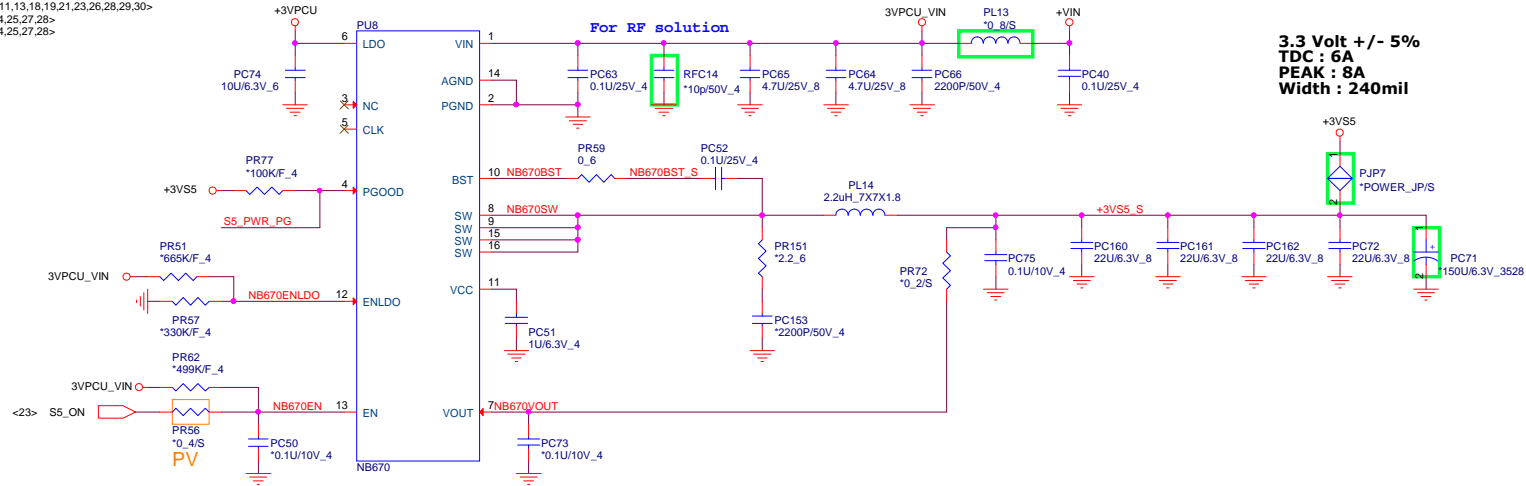 11,13,18,19,21,23,26,28,29,30>
4,25,27,28>
4,25,27,28>
+3VPCU
PU8
For RF solution
3VPCU_VIN
PL13
*0_8/S
+VIN
3.3 Volt +/- 5%
TDC : 6A
PEAK : 8A
Width : 240mil
6
LDO
VIN
1
PC74
10U/6.3V_6
AGND
14
PC63
0.1U/25V_4
RFC14
*10p/50V_4
PC65
4.7U/25V_8
PC64
4.7U/25V_8
PC66
2200P/50V_4
PC40
0.1U/25V_4
3
NC
PGND
2
5
CLK
+3VS5
PR77
*100K/F_4
+3VS5
4
PGOOD
S5_PWR_PG
BST
10
NB670BST
PR59
0_6
NB670BST_S
PC52
0.1U/25V_4
1
PJP7
*POWER_JP/S
2
PL14
2.2uH_7X7X1.8
SW
8
NB670SW
SW
9
SW
15
SW
16
+3VS5_S
PR51
*665K/F_4
3VPCU_VIN
PR151
*2.2_6
PR72
*0_2/S
PC75
0.1U/10V_4
PC160
22U/6.3V_8
PC161
22U/6.3V_8
PC162
22U/6.3V_8
PC72
22U/6.3V_8
1
+
2
PC71
*150U/6.3V_3528
NB670ENLDO
12
ENLDO
VCC
11
PR57
*330K/F_4
PC51
1U/6.3V_4
PC153
*2200P/50V_4
PR62
*499K/F_4
3VPCU_VIN
<23>
S5_ON
NB670EN
13
EN
VOUT
7
NB670VOUT
PR56
*0_4/S
PV
PC50
*0.1U/10V_4
PC73
*0.1U/10V_4
NB670